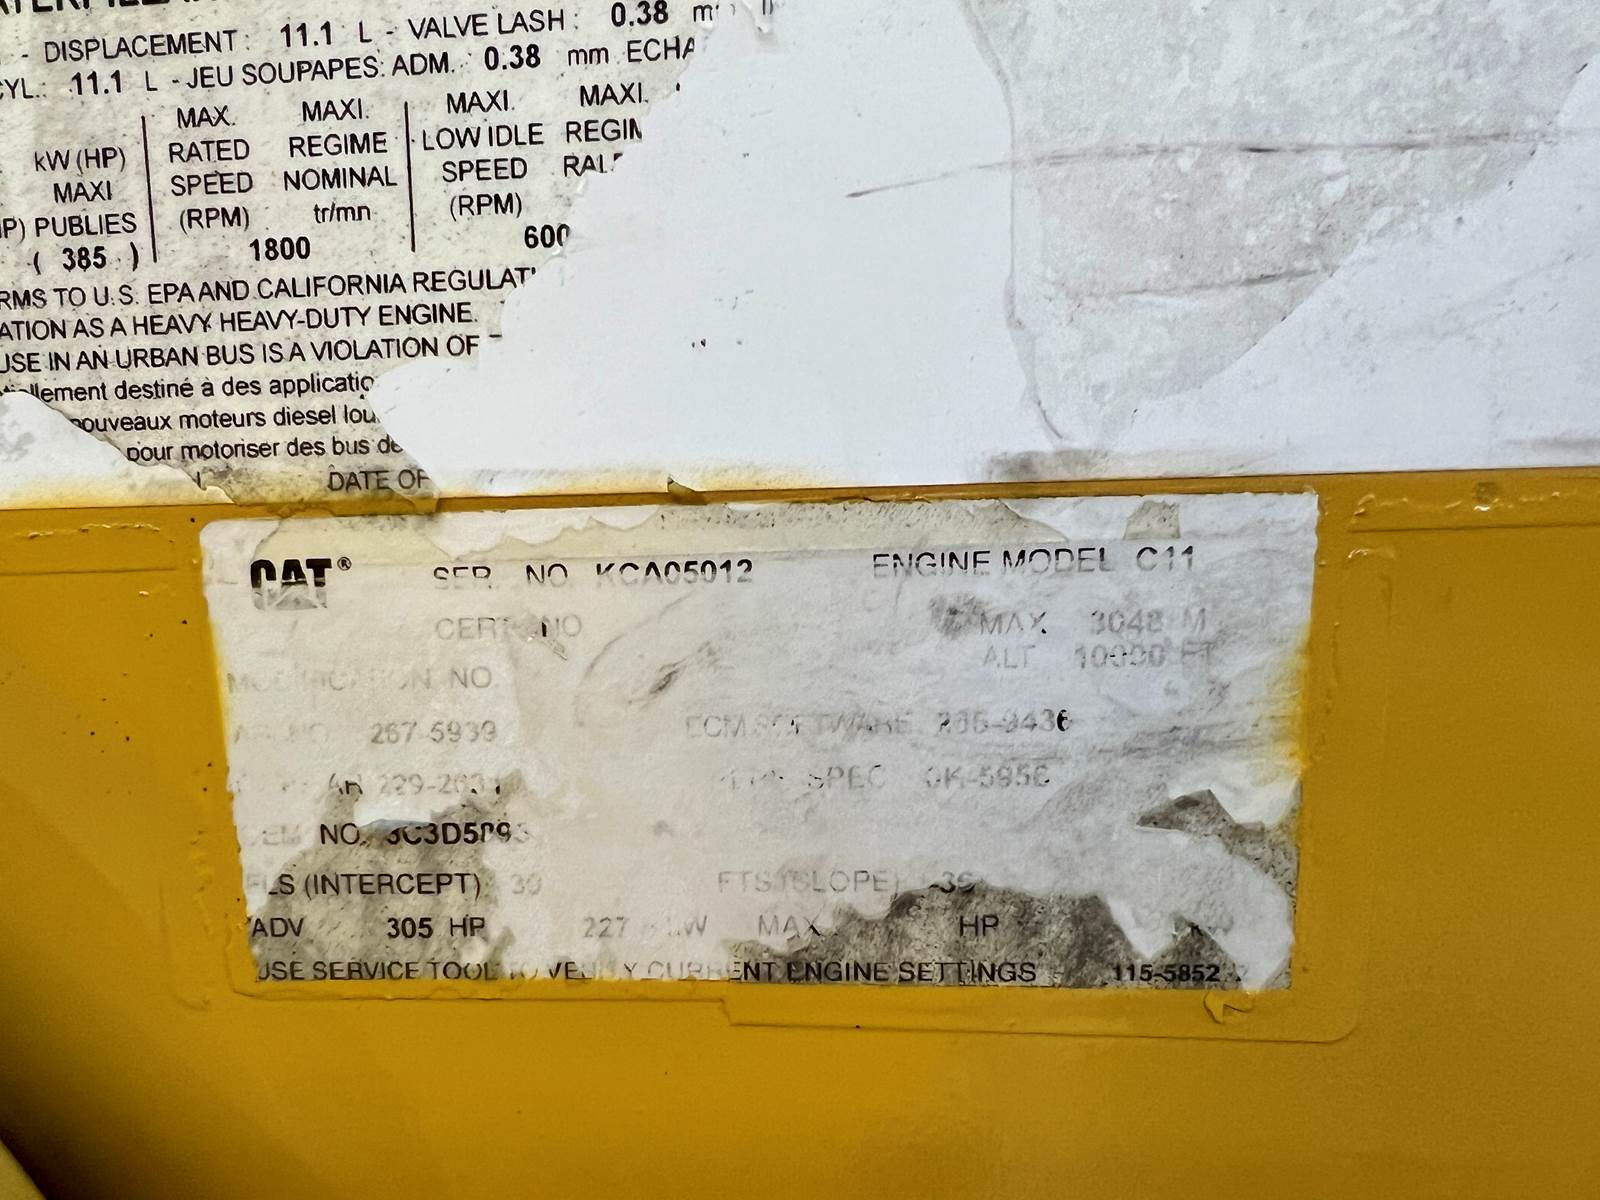 - DISPLACEMENT: 11.1 L - VALVE LASH: 0.38
CYL.: 11.1 L - JEU SOUPAPES: ADM. 0.38 mm ECHA
MAX. MAXI. MAXI. MAXI.
kW (HP) RATED REGIME LOW IDLE REGIM
MAXI SPEED NOMINAL SPEED RAL
P) PUBLIES (RPM) tr/mn (RPM)
( 385 ) 1800 600
RMS TO U.S. EPA AND CALIFORNIA REGULAT
ATION AS A HEAVY HEAVY-DUTY ENGINE.
USE IN AN URBAN BUS IS A VIOLATION OF
llement destiné à des applicatio
nouveaux moteurs diesel lou
pour motoriser des bus de
DATE OF
CAT® SER. NO. KCA05012 ENGINE MODEL C11
CERT. NO MAX 3048 M
ALT 10000 FT
MODIFICATION NO.
267-5939 ECM SOFTWARE
AR SPEC
OEM NO.
FLS (INTERCEPT) 30 FTS (SLOPE)
ADV 305 HP 227 kW MAX HP kW
USE SERVICE TOOL TO VERIFY CURRENT ENGINE SETTINGS 115-5852